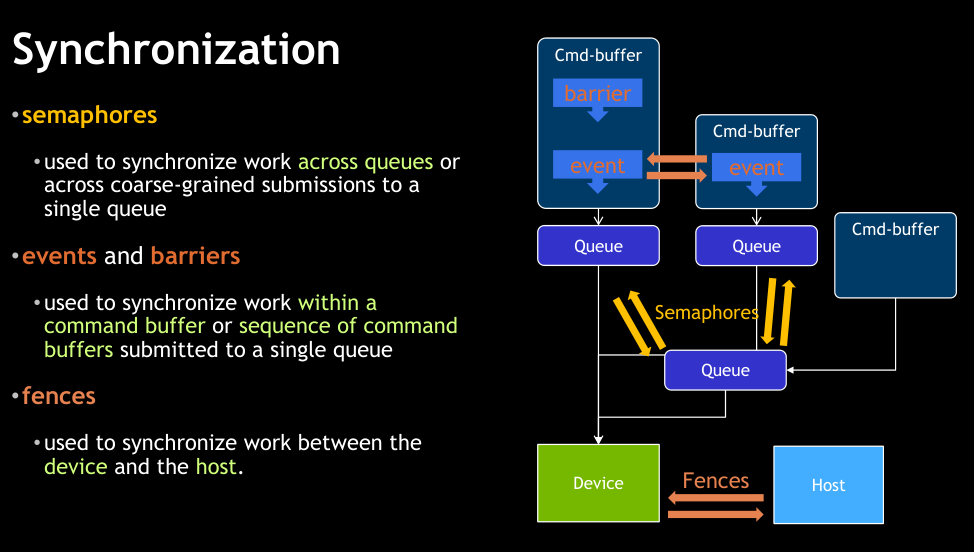 Synchronization
•semaphores
•used to synchronize work across queues or
across coarse-grained submissions to a
single queue
•events and barriers
•used to synchronize work within a
command buffer or sequence of command
buffers submitted to a single queue
•fences
•used to synchronize work between the
device and the host.
Cmd-buffer
barrier
event
Cmd-buffer
event
Queue
Queue
Cmd-buffer
Semaphores
Queue
Device
Fences
Host